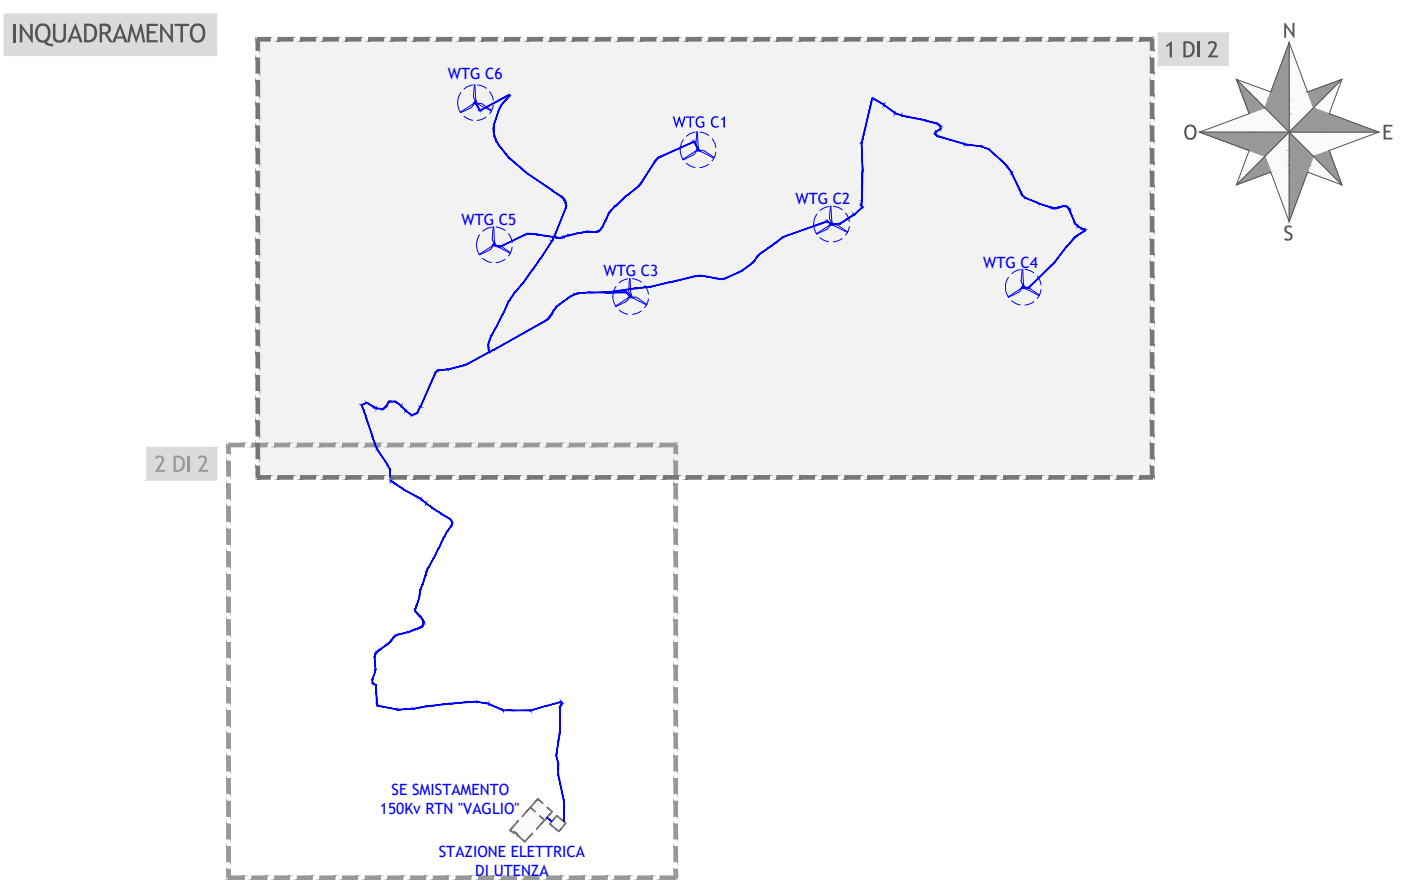 INQUADRAMENTO
1 DI 2
N
O
E
S
WTG C6
WTG C1
WTG C2
WTG C5
WTG C3
WTG C4
2 DI 2
SE SMISTAMENTO
150Kv RTN "VAGLIO"
STAZIONE ELETTRICA
DI UTENZA